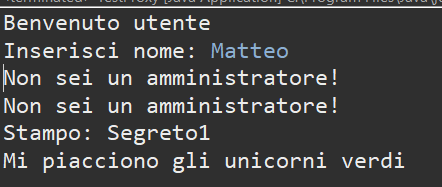 Benvenuto utente
Inserisci nome: Matteo
Non sei un amministratore!
Non sei un amministratore!
Stampo: Segreto1
Mi piacciono gli unicorni verdi